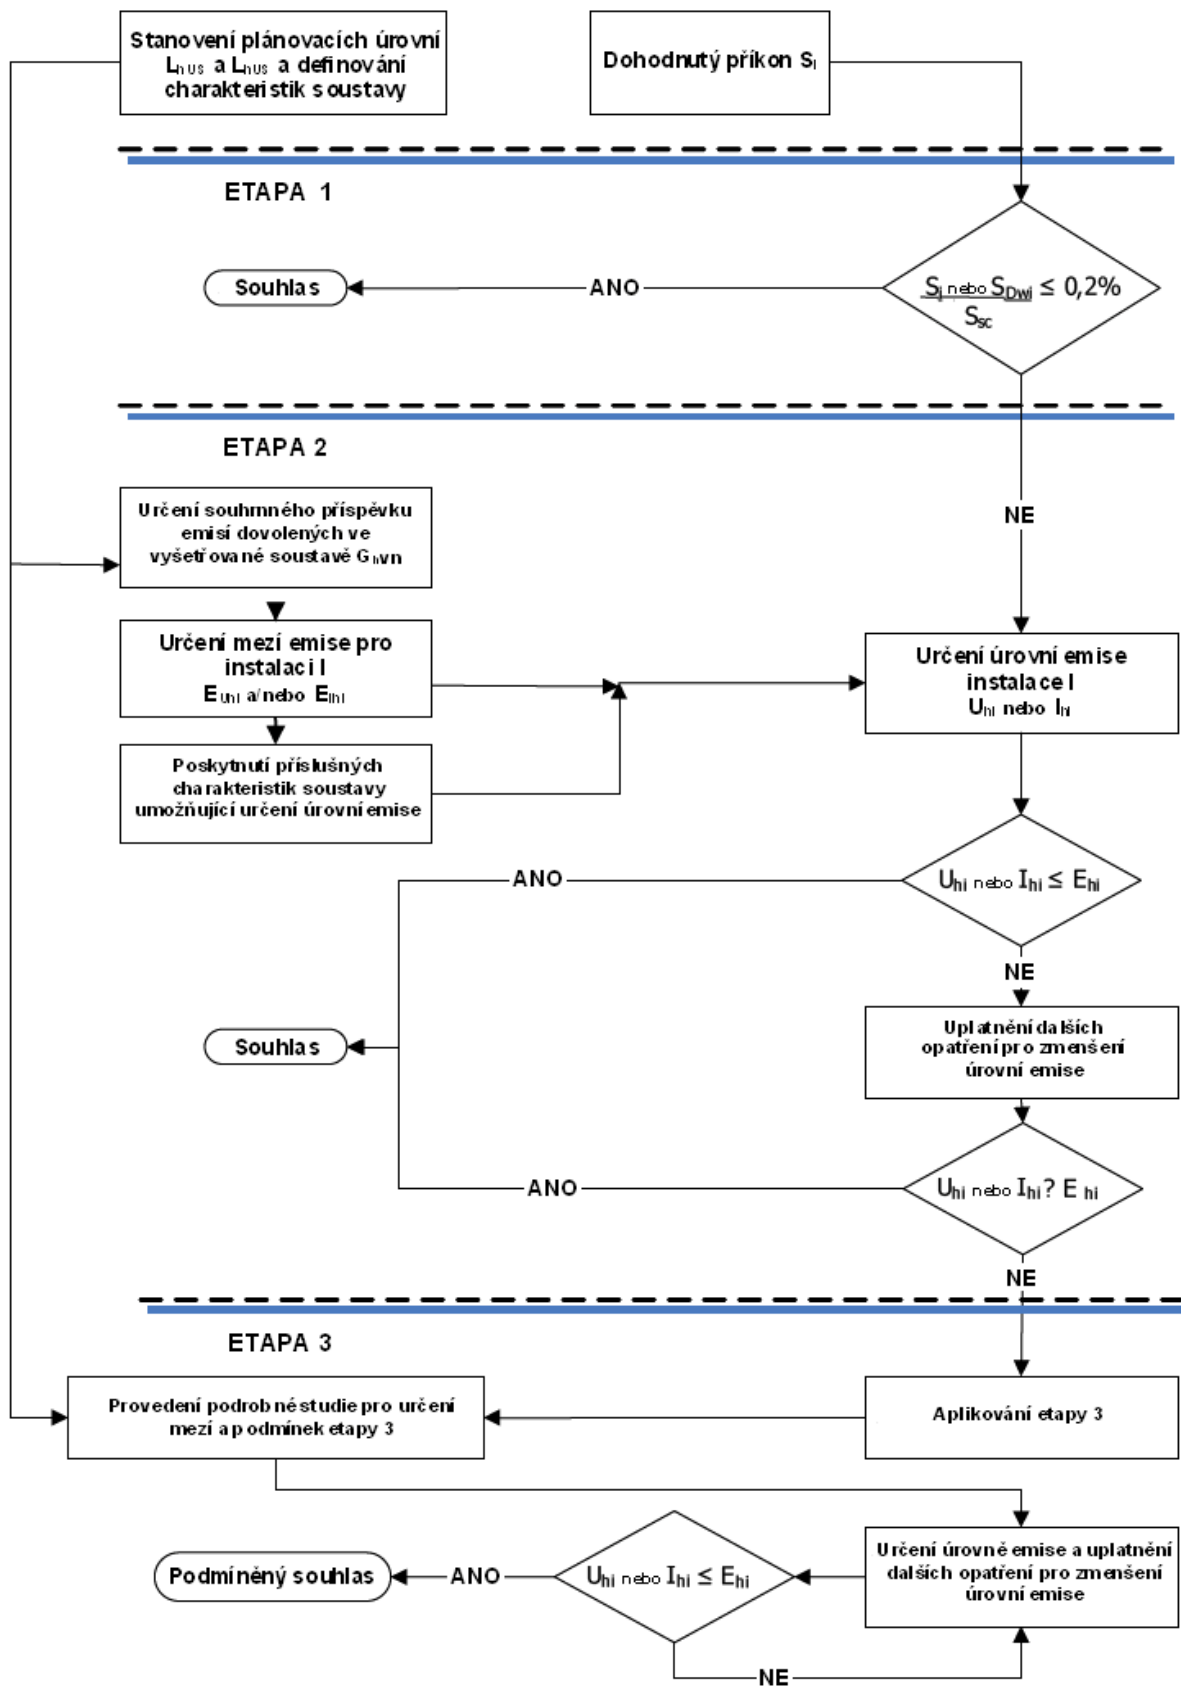 Stanovení plánovacích úrovní
LhUS a LhUS a definování
charakteristik soustavy
Dohodnutý příkon Si
ETAPA 1
Souhlas
ANO
Si nebo SDwi ≤ 0,2%
Ssc
ETAPA 2
NE
Určení souhrnného příspěvku
emisí dovolených ve
vyšetřované soustavě Ghvn
Určení mezí emise pro
instalaci I
EUhi a/nebo EIhi
Poskytnutí příslušných
charakteristik soustavy
umožňující určení úrovní emise
Určení úrovní emise
instalace I
Uhi nebo Ihi
ANO
Uhi nebo Ihi ≤ Ehi
NE
Uplatnění dalších
opatření pro zmenšení
úrovní emise
Souhlas
ANO
Uhi nebo Ihi? E hi
NE
ETAPA 3
Provedení podrobné studie pro určení
mezí a podmínek etapy 3
Aplikování etapy 3
Určení úrovně emise a uplatnění
dalších opatření pro zmenšení
úrovní emise
Podmíněný souhlas
ANO
Uhi nebo Ihi ≤ Ehi
NE